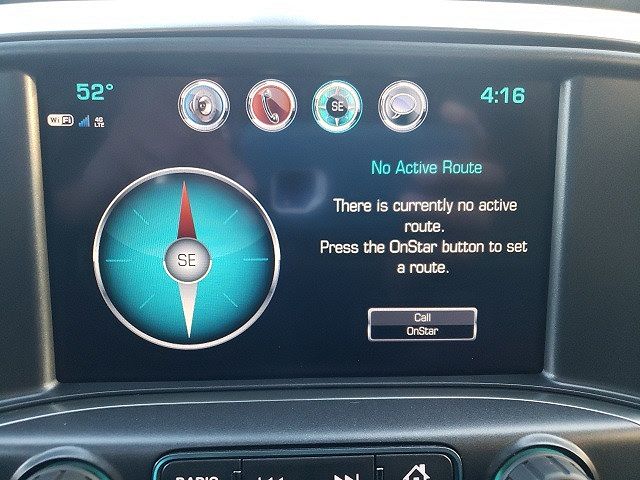 52°
SE
4:16
WiFi
4G
LTE
No Active Route
There is currently no active
route.
Press the OnStar button to set
a route.
SE
Call
OnStar
RADIO